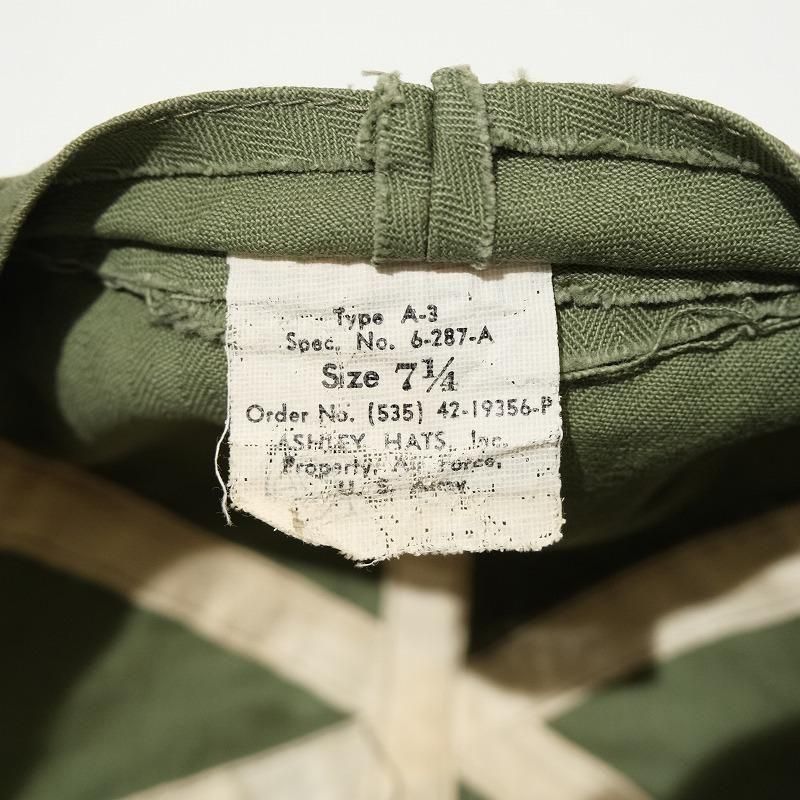 Type A-3
Spec. No. 6-287-A
Size 7¼
Order No. (535) 42-19356-P
ASHLEY HATS, Inc.
Property, Air Force,
U. S. Army